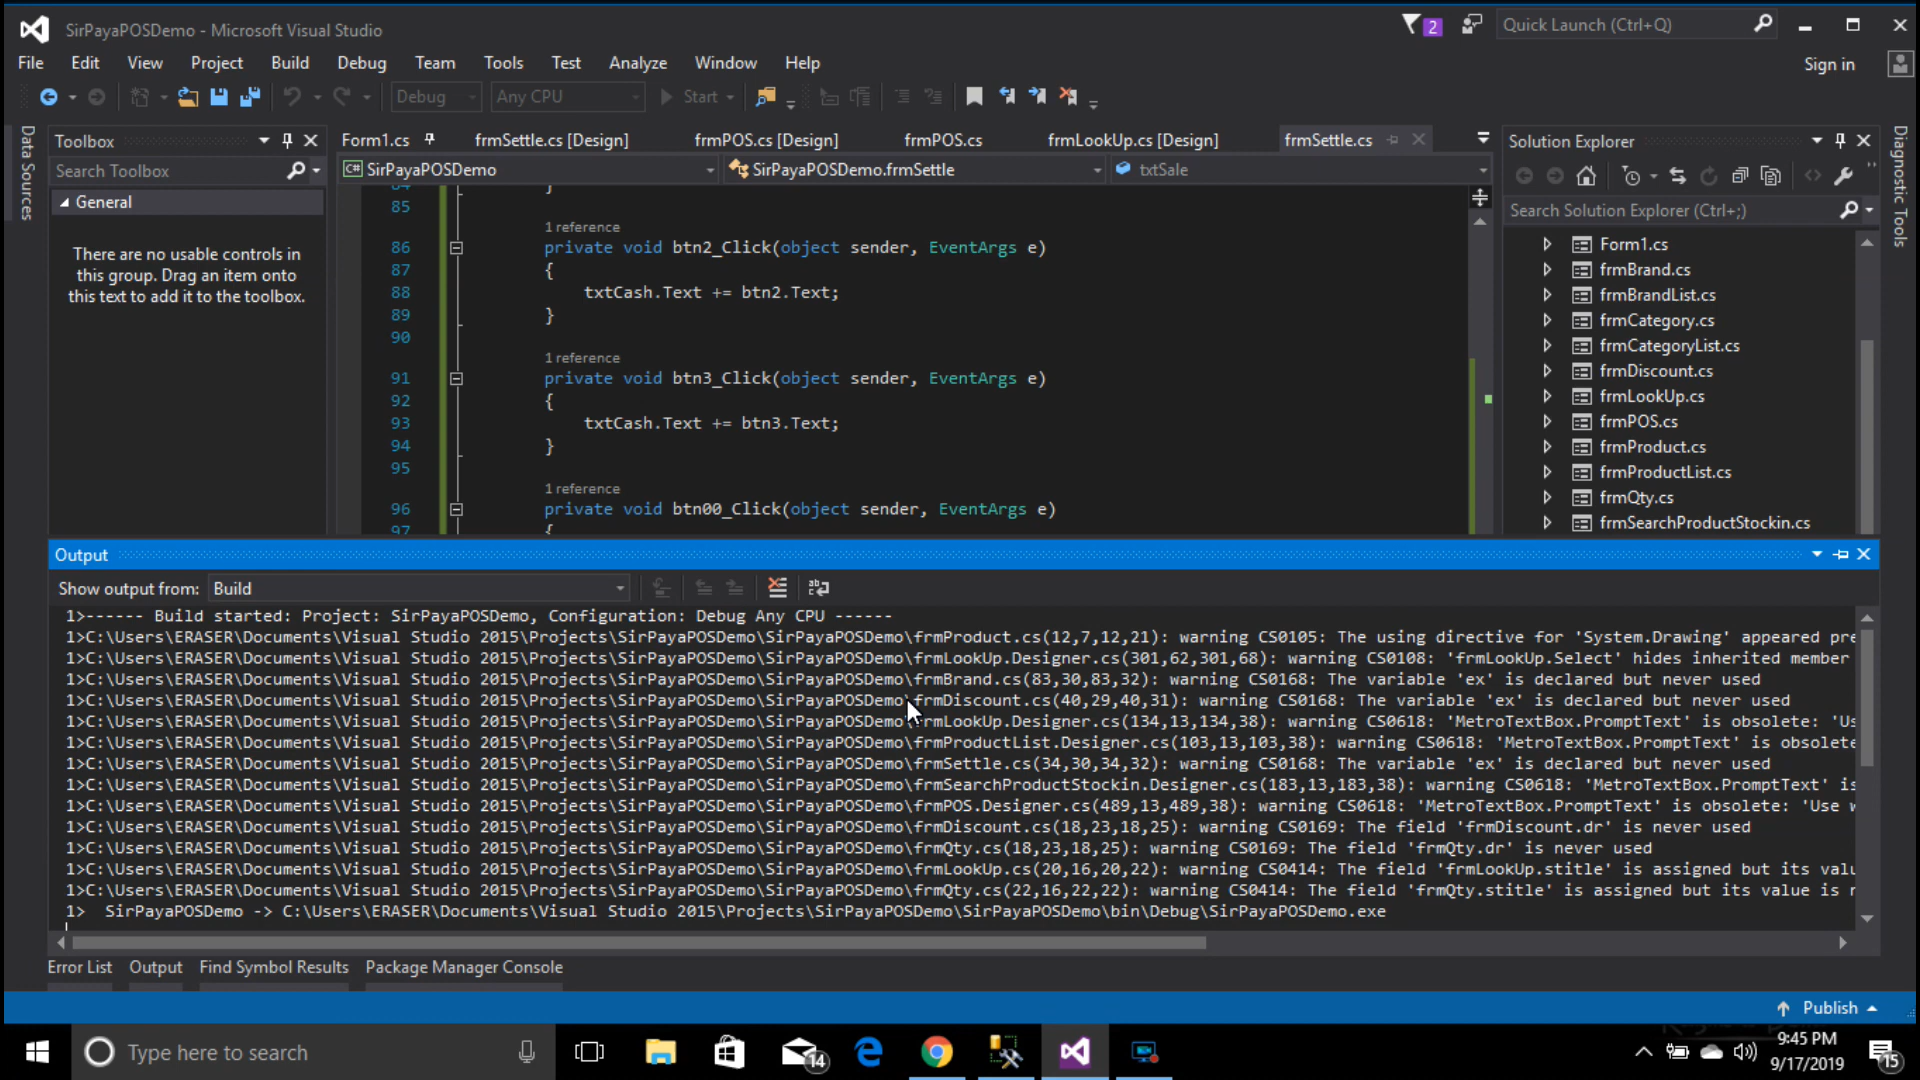 SirPayaPOSDemo - Microsoft Visual Studio
2
Quick Launch (Ctrl+Q)
File Edit View Project Build Debug Team Tools Test Analyze Window Help
Sign in
Debug Any CPU Start
Data Sources
Toolbox
Search Toolbox
General
There are no usable controls in
this group. Drag an item onto
this text to add it to the toolbox.
Form1.cs frmSettle.cs [Design] frmPOS.cs [Design] frmPOS.cs frmLookUp.cs [Design] frmSettle.cs
C# SirPayaPOSDemo SirPayaPOSDemo.frmSettle txtSale
84 }
85
1 reference
86 private void btn2_Click(object sender, EventArgs e)
87 {
88 txtCash.Text += btn2.Text;
89 }
90
1 reference
91 private void btn3_Click(object sender, EventArgs e)
92 {
93 txtCash.Text += btn3.Text;
94 }
95
1 reference
96 private void btn00_Click(object sender, EventArgs e)
97 {
Solution Explorer
Search Solution Explorer (Ctrl+;)
Form1.cs
frmBrand.cs
frmBrandList.cs
frmCategory.cs
frmCategoryList.cs
frmDiscount.cs
frmLookUp.cs
frmPOS.cs
frmProduct.cs
frmProductList.cs
frmQty.cs
frmSearchProductStockin.cs
Diagnostic Tools
Output
Show output from: Build
1>------ Build started: Project: SirPayaPOSDemo, Configuration: Debug Any CPU ------
1>C:\Users\ERASER\Documents\Visual Studio 2015\Projects\SirPayaPOSDemo\SirPayaPOSDemo\frmProduct.cs(12,7,12,21): warning CS0105: The using directive for 'System.Drawing' appeared pre
1>C:\Users\ERASER\Documents\Visual Studio 2015\Projects\SirPayaPOSDemo\SirPayaPOSDemo\frmLookUp.Designer.cs(301,62,301,68): warning CS0108: 'frmLookUp.Select' hides inherited member
1>C:\Users\ERASER\Documents\Visual Studio 2015\Projects\SirPayaPOSDemo\SirPayaPOSDemo\frmBrand.cs(83,30,83,32): warning CS0168: The variable 'ex' is declared but never used
1>C:\Users\ERASER\Documents\Visual Studio 2015\Projects\SirPayaPOSDemo\SirPayaPOSDemo\frmDiscount.cs(40,29,40,31): warning CS0168: The variable 'ex' is declared but never used
1>C:\Users\ERASER\Documents\Visual Studio 2015\Projects\SirPayaPOSDemo\SirPayaPOSDemo\frmLookUp.Designer.cs(134,13,134,38): warning CS0618: 'MetroTextBox.PromptText' is obsolete: 'Us
1>C:\Users\ERASER\Documents\Visual Studio 2015\Projects\SirPayaPOSDemo\SirPayaPOSDemo\frmProductList.Designer.cs(103,13,103,38): warning CS0618: 'MetroTextBox.PromptText' is obsolete
1>C:\Users\ERASER\Documents\Visual Studio 2015\Projects\SirPayaPOSDemo\SirPayaPOSDemo\frmSettle.cs(34,30,34,32): warning CS0168: The variable 'ex' is declared but never used
1>C:\Users\ERASER\Documents\Visual Studio 2015\Projects\SirPayaPOSDemo\SirPayaPOSDemo\frmSearchProductStockin.Designer.cs(183,13,183,38): warning CS0618: 'MetroTextBox.PromptText' is
1>C:\Users\ERASER\Documents\Visual Studio 2015\Projects\SirPayaPOSDemo\SirPayaPOSDemo\frmPOS.Designer.cs(489,13,489,38): warning CS0618: 'MetroTextBox.PromptText' is obsolete: 'Use w
1>C:\Users\ERASER\Documents\Visual Studio 2015\Projects\SirPayaPOSDemo\SirPayaPOSDemo\frmDiscount.cs(18,23,18,25): warning CS0169: The field 'frmDiscount.dr' is never used
1>C:\Users\ERASER\Documents\Visual Studio 2015\Projects\SirPayaPOSDemo\SirPayaPOSDemo\frmQty.cs(18,23,18,25): warning CS0169: The field 'frmQty.dr' is never used
1>C:\Users\ERASER\Documents\Visual Studio 2015\Projects\SirPayaPOSDemo\SirPayaPOSDemo\frmLookUp.cs(20,16,20,22): warning CS0414: The field 'frmLookUp.stitle' is assigned but its valu
1>C:\Users\ERASER\Documents\Visual Studio 2015\Projects\SirPayaPOSDemo\SirPayaPOSDemo\frmQty.cs(22,16,22,22): warning CS0414: The field 'frmQty.stitle' is assigned but its value is n
1> SirPayaPOSDemo -> C:\Users\ERASER\Documents\Visual Studio 2015\Projects\SirPayaPOSDemo\SirPayaPOSDemo\bin\Debug\SirPayaPOSDemo.exe
Error List Output Find Symbol Results Package Manager Console
Publish
Type here to search
14
9:45 PM
9/17/2019
15